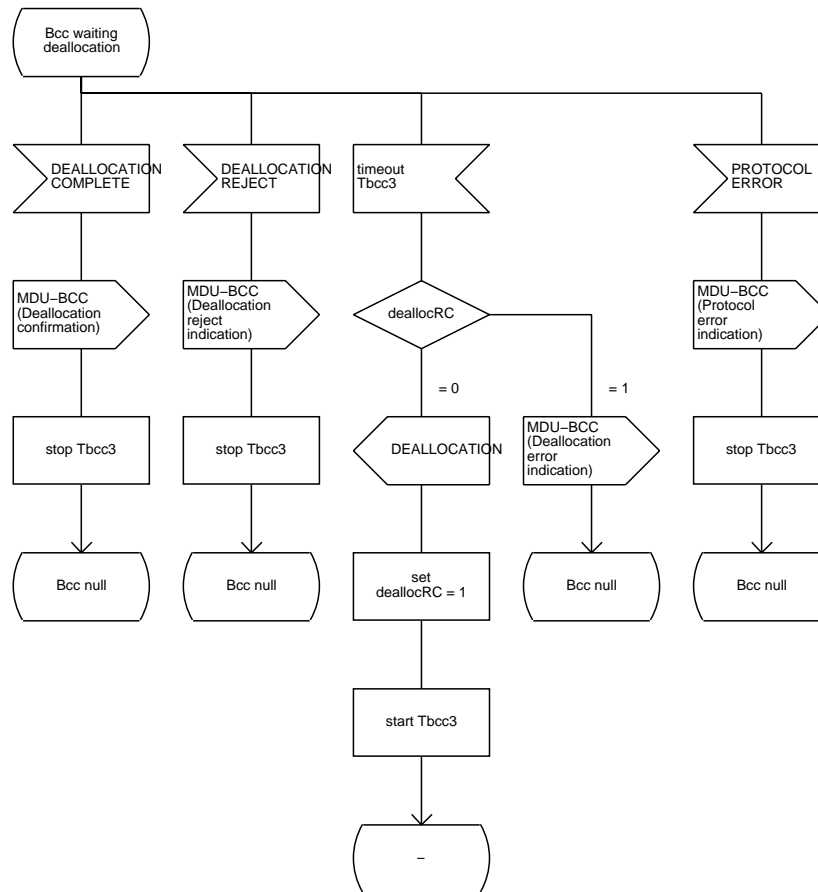 Bcc waiting
deallocation
DEALLOCATION
COMPLETE
DEALLOCATION
REJECT
timeout
Tbcc3
PROTOCOL
ERROR
MDU−BCC
(Deallocation
confirmation)
MDU−BCC
(Deallocation
reject
indication)
deallocRC
MDU−BCC
(Protocol
error
indication)
= 0
= 1
stop Tbcc3
stop Tbcc3
DEALLOCATION
MDU−BCC
(Deallocation
error
indication)
stop Tbcc3
Bcc null
Bcc null
set
deallocRC = 1
Bcc null
Bcc null
start Tbcc3
−